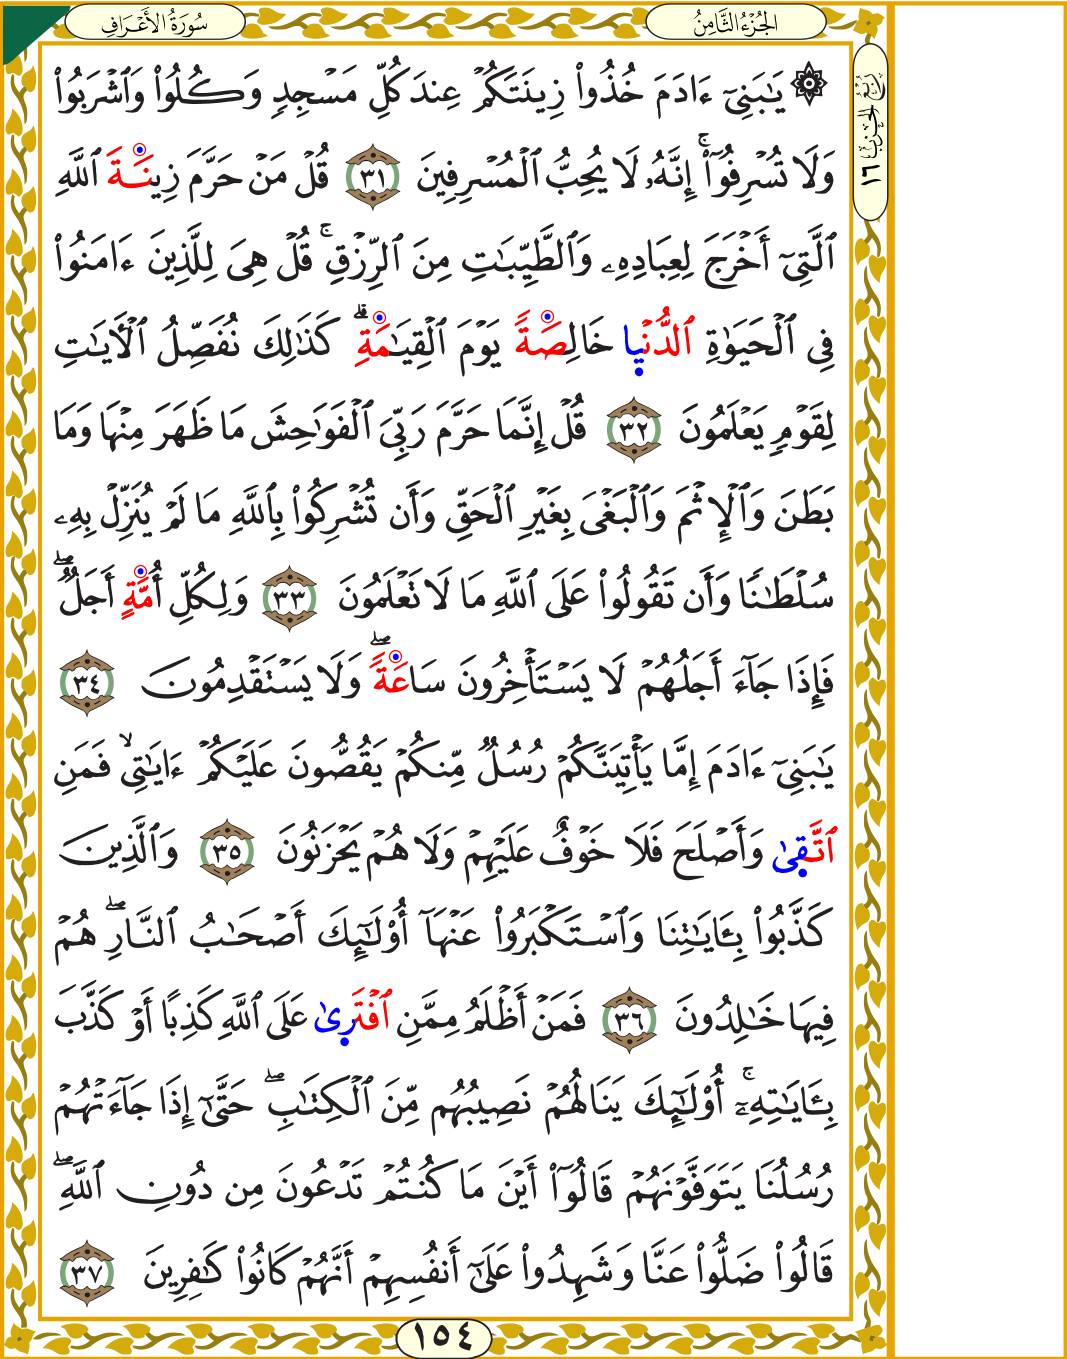 الجُزْءُ الثَّامِنُ
سُورَةُ الأَعْرَافِ
رُبْعُ الحِزْبِ ١٦
۞ يَٰبَنِيٓ ءَادَمَ خُذُواْ زِينَتَكُمۡ عِندَ كُلِّ مَسۡجِدٖ وَكُلُواْ وَٱشۡرَبُواْ
وَلَا تُسۡرِفُوٓاْۚ إِنَّهُۥ لَا يُحِبُّ ٱلۡمُسۡرِفِينَ ٣١ قُلۡ مَنۡ حَرَّمَ زِينَةَ ٱللَّهِ
ٱلَّتِيٓ أَخۡرَجَ لِعِبَادِهِۦ وَٱلطَّيِّبَٰتِ مِنَ ٱلرِّزۡقِۚ قُلۡ هِيَ لِلَّذِينَ ءَامَنُواْ
فِي ٱلۡحَيَوٰةِ ٱلدُّنۡيا خَالِصَةٗ يَوۡمَ ٱلۡقِيَٰمَةِۗ كَذَٰلِكَ نُفَصِّلُ ٱلۡأٓيَٰتِ
لِقَوۡمٖ يَعۡلَمُونَ ٣٢ قُلۡ إِنَّمَا حَرَّمَ رَبِّيَ ٱلۡفَوَٰحِشَ مَا ظَهَرَ مِنۡهَا وَمَا
بَطَنَ وَٱلۡإِثۡمَ وَٱلۡبَغۡيَ بِغَيۡرِ ٱلۡحَقِّ وَأَن تُشۡرِكُواْ بِٱللَّهِ مَا لَمۡ يُنَزِّلۡ بِهِۦ
سُلۡطَٰنٗا وَأَن تَقُولُواْ عَلَى ٱللَّهِ مَا لَا تَعۡلَمُونَ ٣٣ وَلِكُلِّ أُمَّةٍ أَجَلٞۖ
فَإِذَا جَآءَ أَجَلُهُمۡ لَا يَسۡتَأۡخِرُونَ سَاعَةٗۖ وَلَا يَسۡتَقۡدِمُونَ ٣٤
يَٰبَنِيٓ ءَادَمَ إِمَّا يَأۡتِيَنَّكُمۡ رُسُلٞ مِّنكُمۡ يَقُصُّونَ عَلَيۡكُمۡ ءَايَٰتِي ۙ فَمَنِ
ٱتَّقىٰ وَأَصۡلَحَ فَلَا خَوۡفٌ عَلَيۡهِمۡ وَلَا هُمۡ يَحۡزَنُونَ ٣٥ وَٱلَّذِينَ
كَذَّبُواْ بِـَٔايَٰتِنَا وَٱسۡتَكۡبَرُواْ عَنۡهَآ أُوْلَٰٓئِكَ أَصۡحَٰبُ ٱلنَّارِۖ هُمۡ
فِيهَا خَٰلِدُونَ ٣٦ فَمَنۡ أَظۡلَمُ مِمَّنِ ٱفۡتَرىٰ عَلَى ٱللَّهِ كَذِبًا أَوۡ كَذَّبَ
بِـَٔايَٰتِهِۦٓۚ أُوْلَٰٓئِكَ يَنَالُهُمۡ نَصِيبُهُم مِّنَ ٱلۡكِتَٰبِۖ حَتَّىٰٓ إِذَا جَآءَتۡهُمۡ
رُسُلُنَا يَتَوَفَّوۡنَهُمۡ قَالُوٓاْ أَيۡنَ مَا كُنتُمۡ تَدۡعُونَ مِن دُونِ ٱللَّهِۖ
قَالُواْ ضَلُّواْ عَنَّا وَشَهِدُواْ عَلَىٰٓ أَنفُسِهِمۡ أَنَّهُمۡ كَانُواْ كَٰفِرِينَ ٣٧
١٥٤